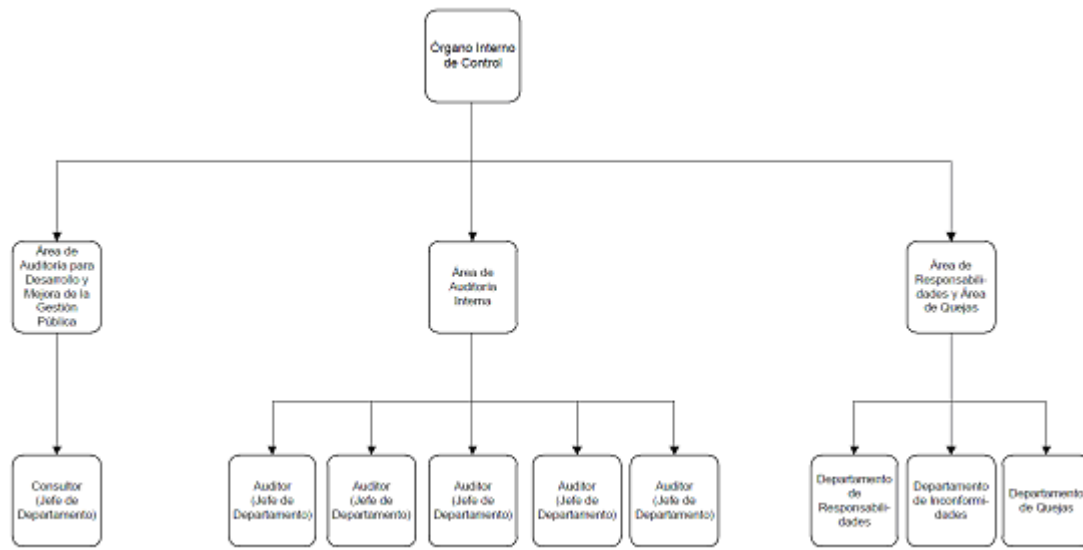 Órgano Interno
de Control
Área de
Auditoría para
Desarrollo y
Mejora de la
Gestión
Pública
Área de
Auditoría
Interna
Área de
Responsabili-
dades y Área
de Quejas
Consultor
(Jefe de
Departamento)
Auditor
(Jefe de
Departamento)
Auditor
(Jefe de
Departamento)
Auditor
(Jefe de
Departamento)
Auditor
(Jefe de
Departamento)
Auditor
(Jefe de
Departamento)
Departamento
de
Responsabili-
dades
Departamento
de Inconformi-
dades
Departamento
de Quejas